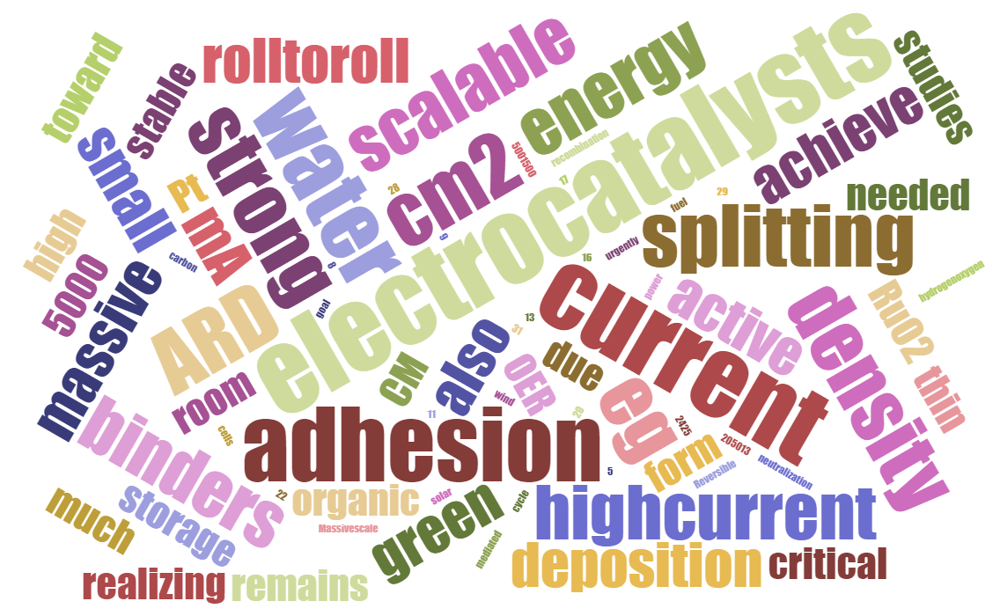 toward
stable
rolltoroll
scalable
energy
electrocatalysts
studies
achieve
needed
small
Pt
mA
strong
water
cm2
28
9
5601500
recombination
17
29
fuel
urgently
16
splitting
high
5000
massive
carbon
8
goal
ARD
room
cM
also
13
31
OER
due
wind
20
11
current
power
active
density
RuO2
hydrogenoxygen
thin
eg
2425
205013
form
Reversible
neutralization
binders
cells
adhesion
5
22
organic
solar
cycle
Massivescale
green
mediated
highcurrent
deposition
critical
much
storage
realizing
remains